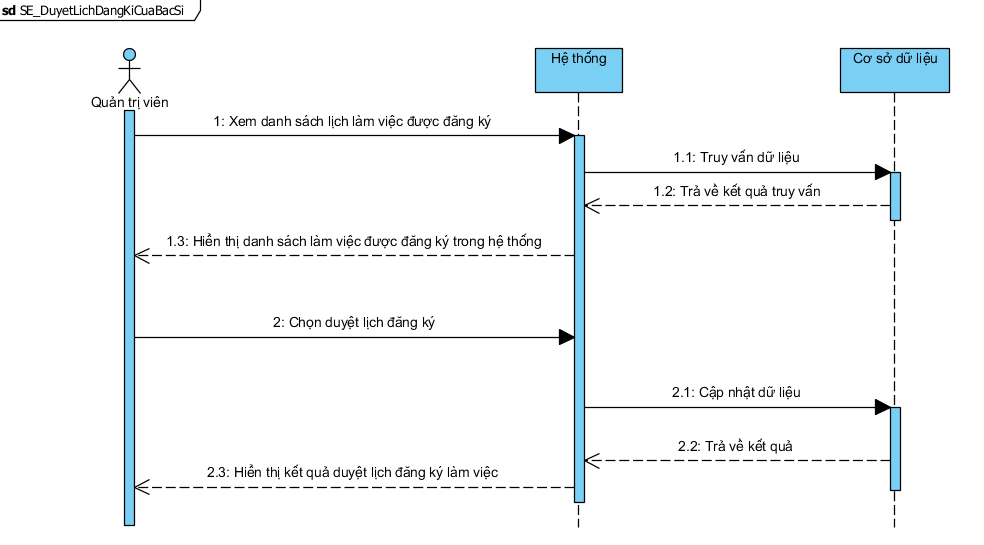 sd SE_DuyetLichDangKiCuaBacSi
Quản trị viên
Hệ thống
Cơ sở dữ liệu
1: Xem danh sách lịch làm việc được đăng ký
1.1: Truy vấn dữ liệu
1.2: Trả về kết quả truy vấn
1.3: Hiển thị danh sách làm việc được đăng ký trong hệ thống
2: Chọn duyệt lịch đăng ký
2.1: Cập nhật dữ liệu
2.2: Trả về kết quả
2.3: Hiển thị kết quả duyệt lịch đăng ký làm việc